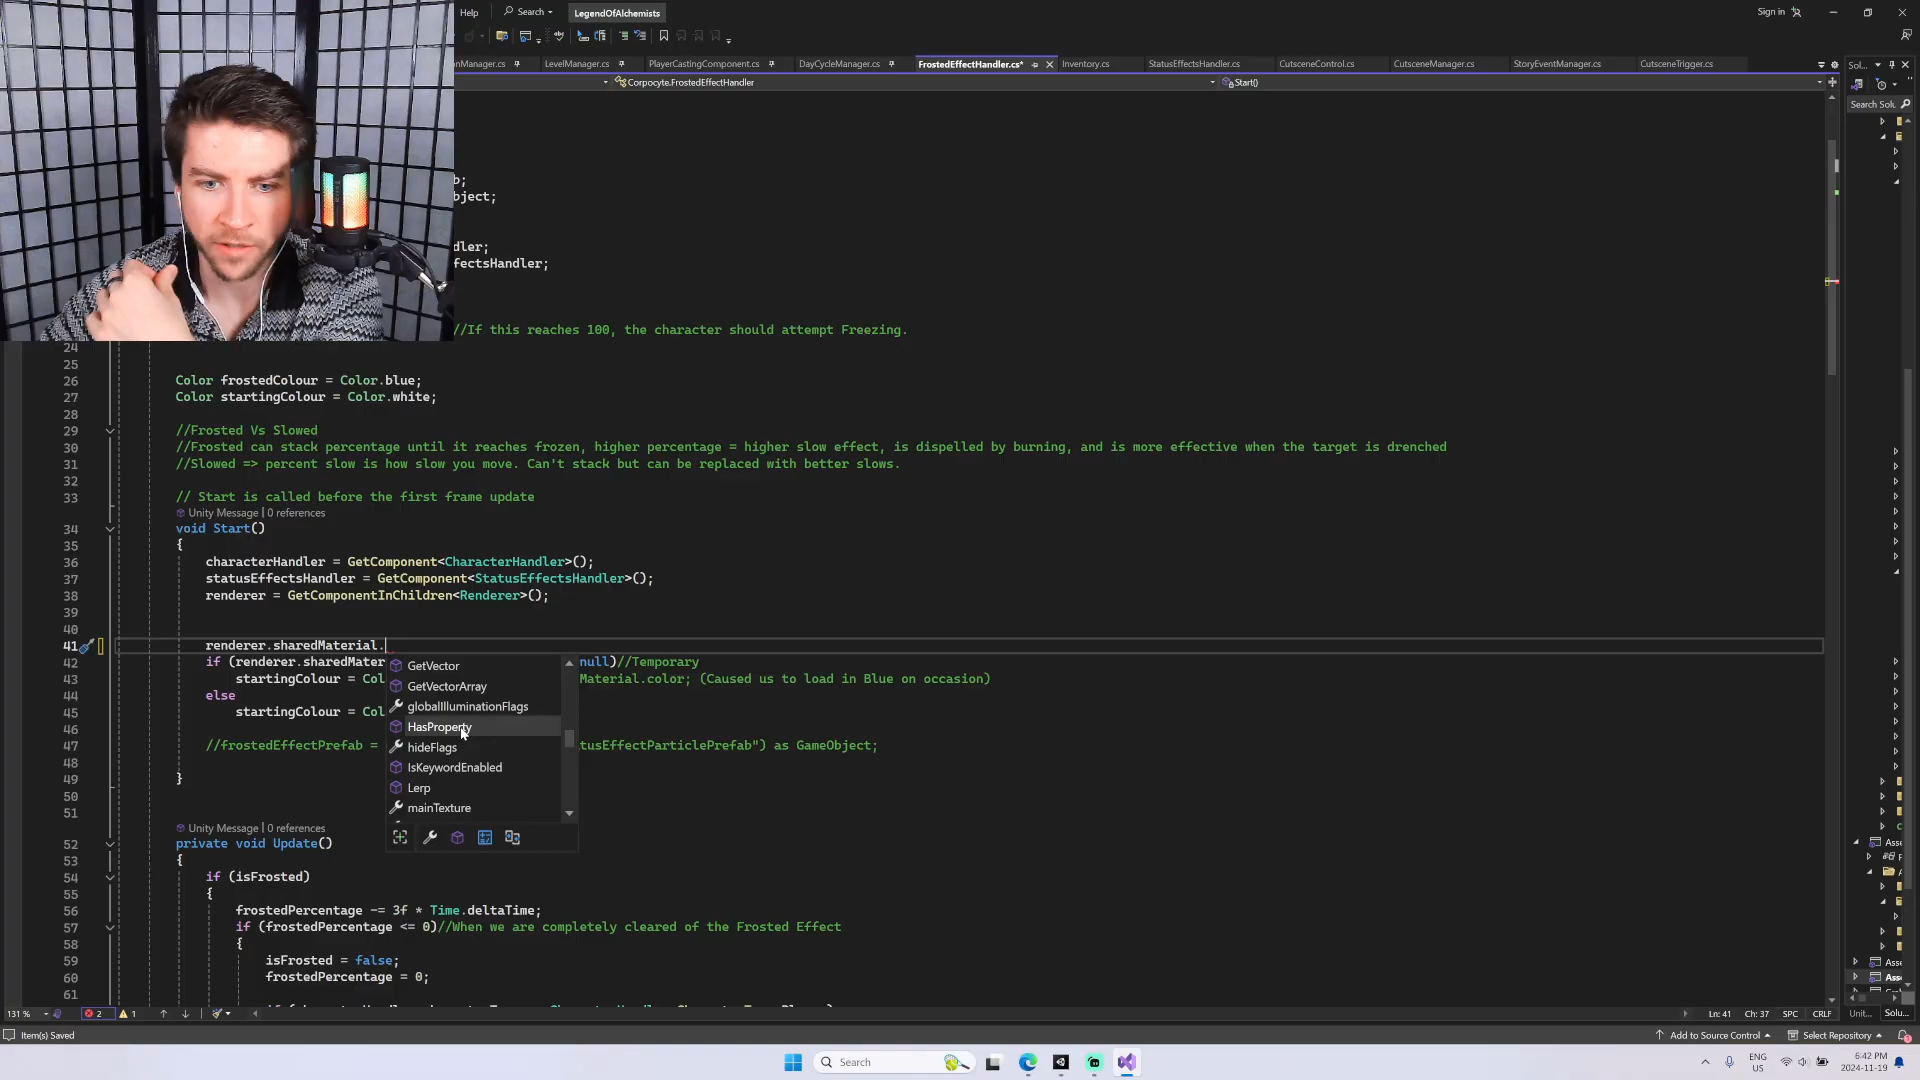 Help Search LegendOfAlchemists Sign in
nManager.cs LevelManager.cs PlayerCastingComponent.cs DayCycleManager.cs FrostedEffectHandler.cs* Inventory.cs StatusEffectsHandler.cs CutsceneControl.cs CutsceneManager.cs StoryEventManager.cs CutsceneTrigger.cs Sol...
Corpocyte.FrostedEffectHandler Start()
Search Solu
b;
bject;
dler;
fectsHandler;
//If this reaches 100, the character should attempt Freezing.
24
25
26 Color frostedColour = Color.blue;
27 Color startingColour = Color.white;
28
29 //Frosted Vs Slowed
30 //Frosted can stack percentage until it reaches frozen, higher percentage = higher slow effect, is dispelled by burning, and is more effective when the target is drenched
31 //Slowed => percent slow is how slow you move. Can't stack but can be replaced with better slows.
32
33 // Start is called before the first frame update
Unity Message | 0 references
34 void Start()
35 {
36 characterHandler = GetComponent<CharacterHandler>();
37 statusEffectsHandler = GetComponent<StatusEffectsHandler>();
38 renderer = GetComponentInChildren<Renderer>();
39
40
41 renderer.sharedMaterial.
42 if (renderer.sharedMater null)//Temporary
43 startingColour = Col Material.color; (Caused us to load in Blue on occasion)
44 else
45 startingColour = Col
46
47 //frostedEffectPrefab = tusEffectParticlePrefab") as GameObject;
48
49 }
50
51
GetVector
GetVectorArray
globalIlluminationFlags
HasProperty
hideFlags
IsKeywordEnabled
Lerp
mainTexture
Unity Message | 0 references
52 private void Update()
53 {
54 if (isFrosted)
55 {
56 frostedPercentage -= 3f * Time.deltaTime;
57 if (frostedPercentage <= 0)//When we are completely cleared of the Frosted Effect
58 {
59 isFrosted = false;
60 frostedPercentage = 0;
61
Asse
Asse
Ass
131 % 2 1 Ln: 41 Ch: 37 SPC CRLF Unit... Solu...
Item(s) Saved Add to Source Control Select Repository
Search ENG US 6:42 PM 2024-11-19